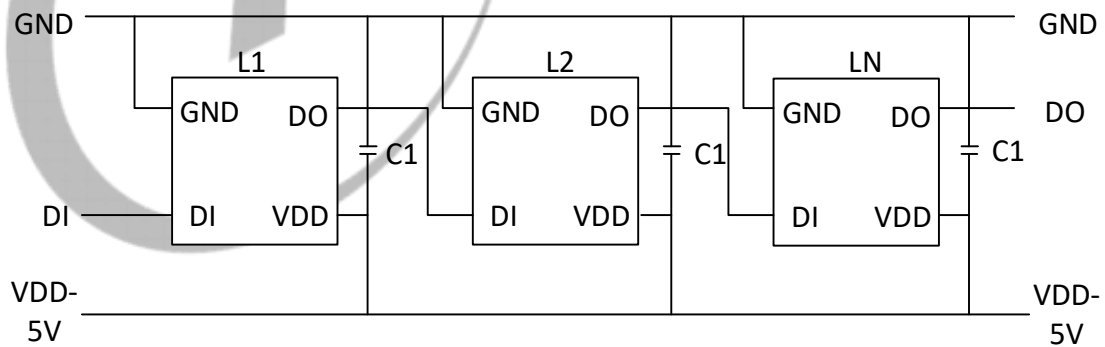 GND GND
L1 L2 LN
GND DO GND DO GND DO DO
C1 C1 C1
DI DI VDD DI VDD DI VDD
VDD- VDD-
5V 5V